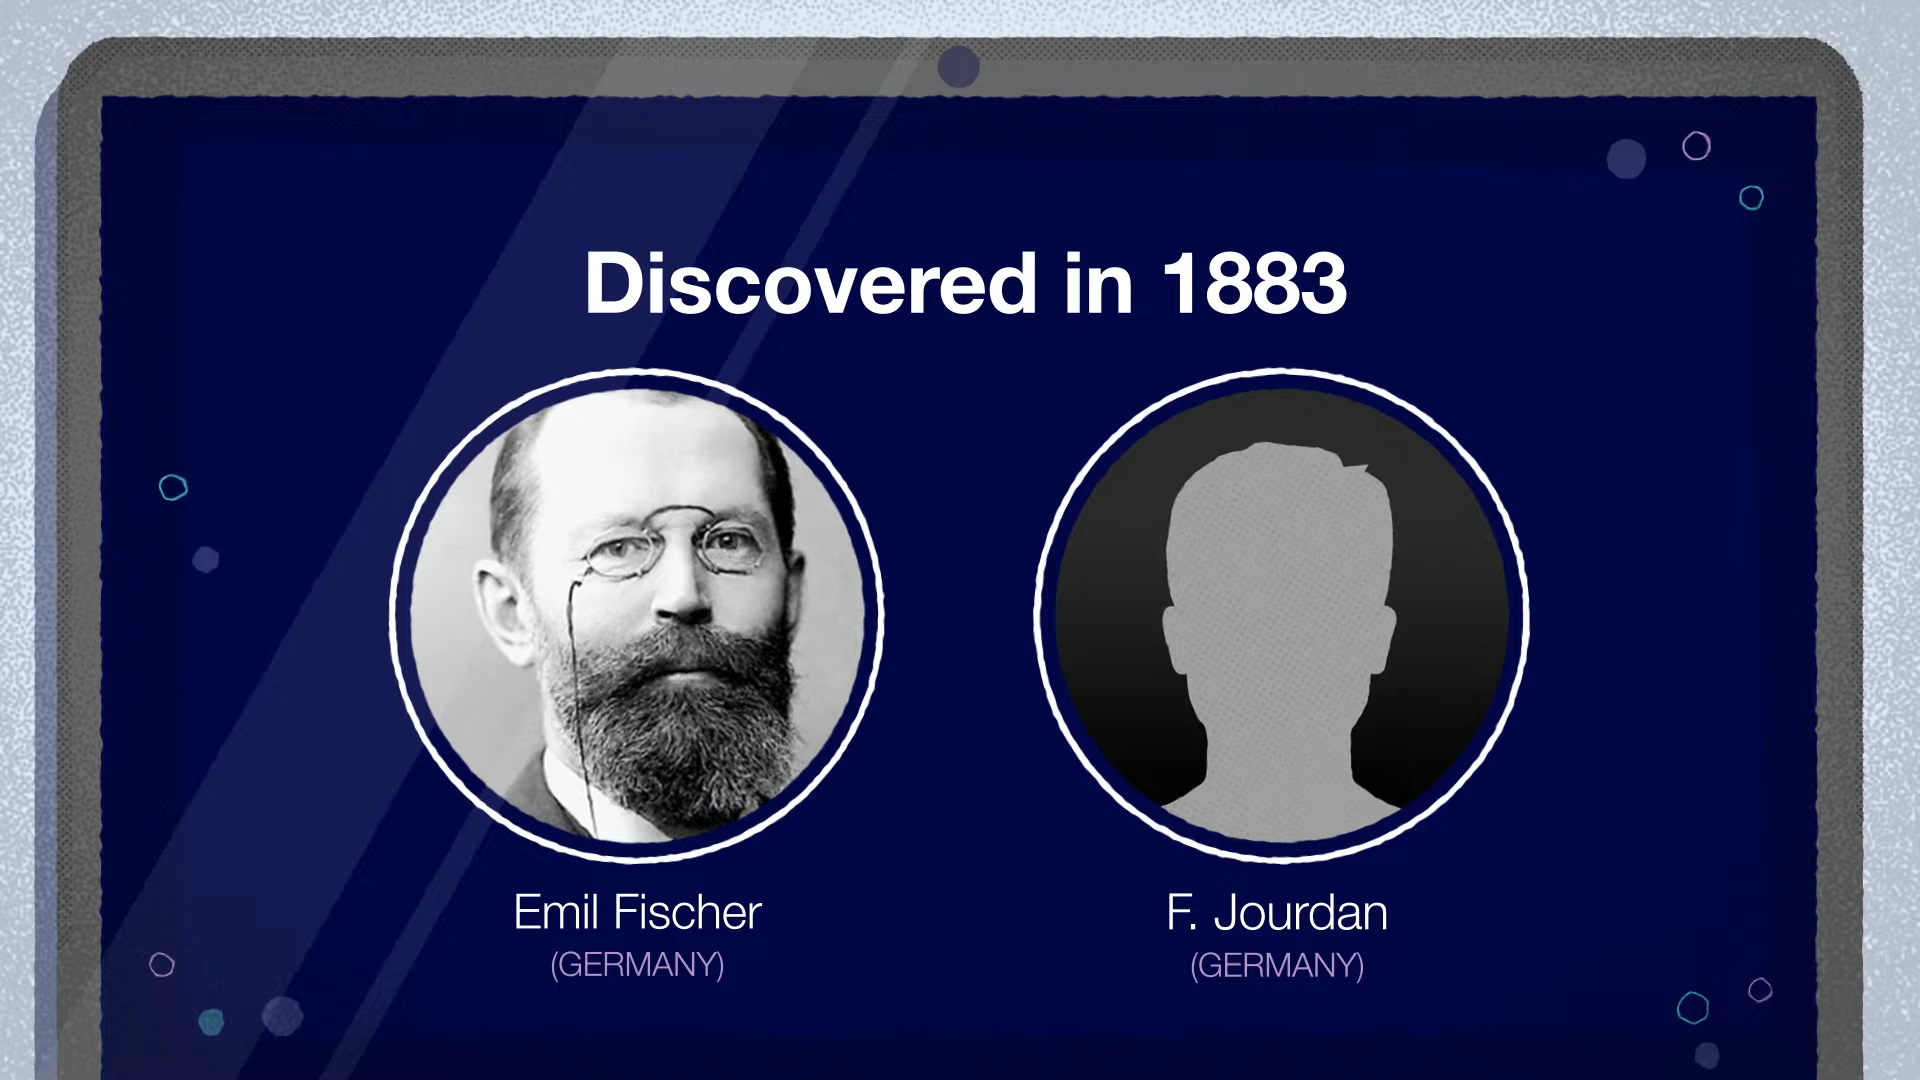 Discovered in 1883
Emil Fischer
(GERMANY)
F. Jourdan
(GERMANY)